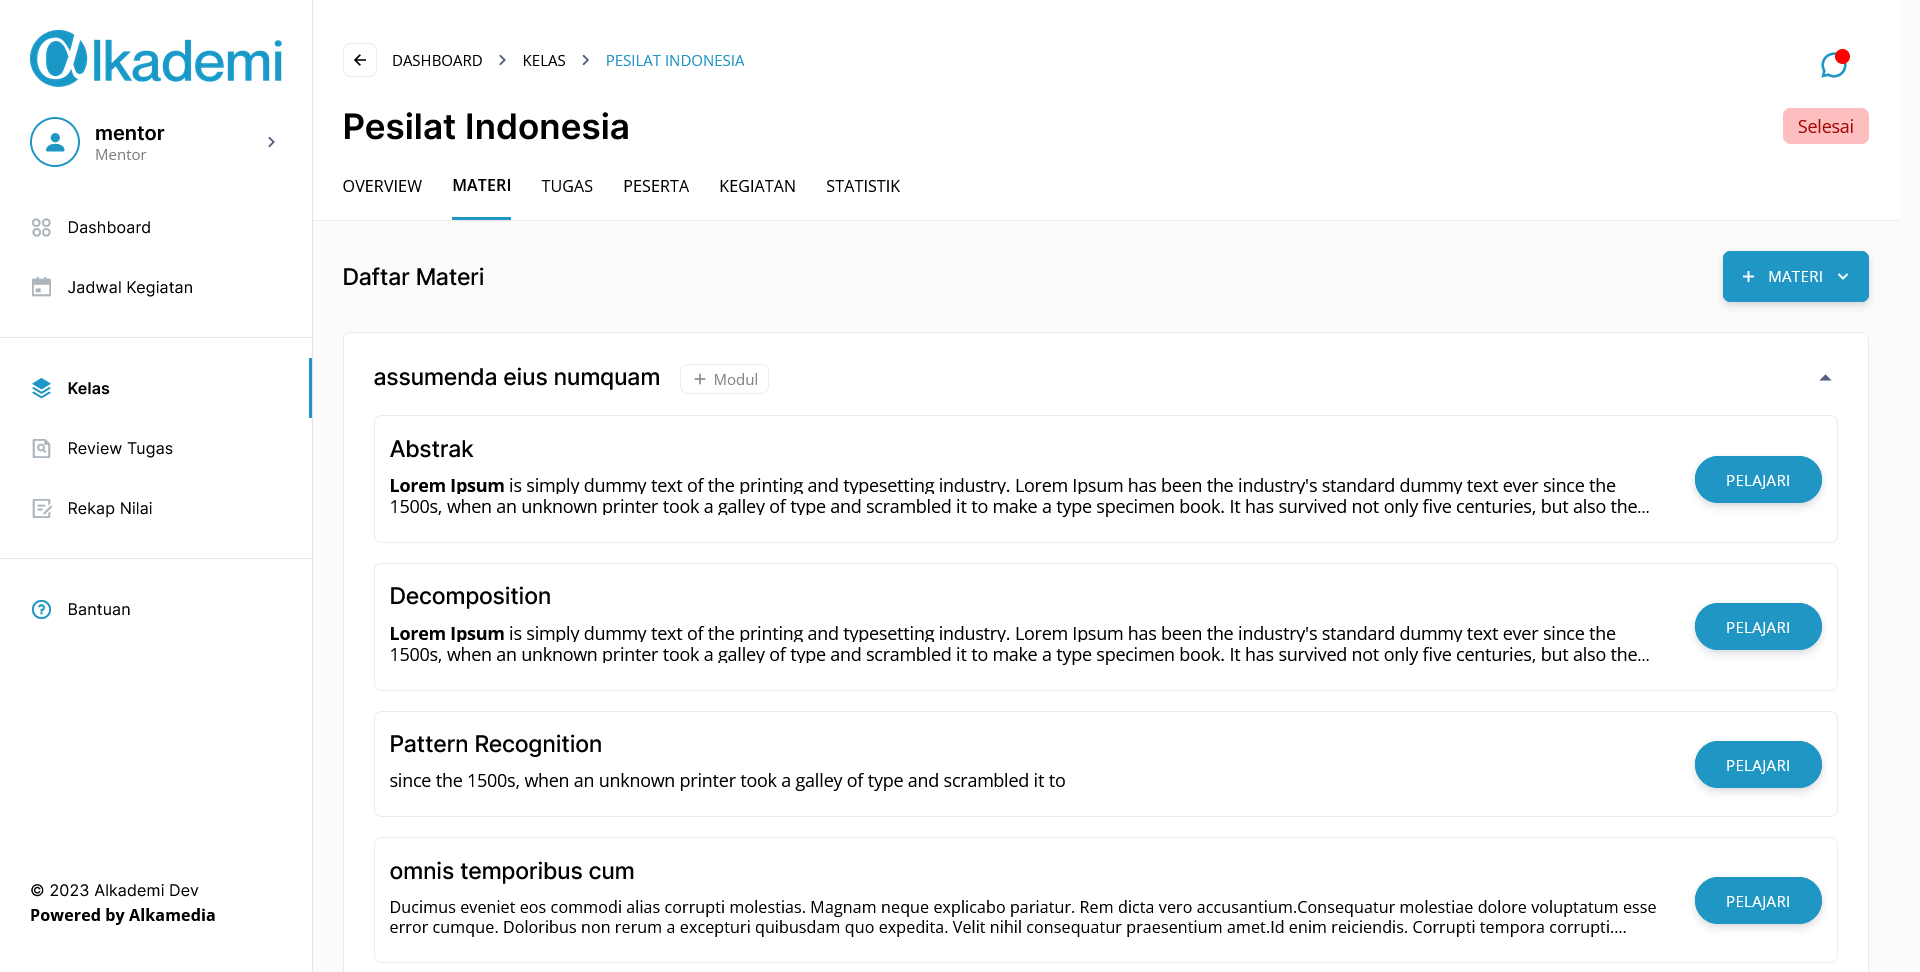 alkademi
mentor
Mentor
Dashboard
Jadwal Kegiatan
Kelas
Review Tugas
Rekap Nilai
Bantuan
© 2023 Alkademi Dev
Powered by Alkamedia
DASHBOARD > KELAS > PESILAT INDONESIA
Pesilat Indonesia
Selesai
OVERVIEW MATERI TUGAS PESERTA KEGIATAN STATISTIK
Daftar Materi
+ MATERI
assumenda eius numquam
+ Modul
Abstrak
Lorem Ipsum is simply dummy text of the printing and typesetting industry. Lorem Ipsum has been the industry's standard dummy text ever since the
1500s, when an unknown printer took a galley of type and scrambled it to make a type specimen book. It has survived not only five centuries, but also the...
PELAJARI
Decomposition
Lorem Ipsum is simply dummy text of the printing and typesetting industry. Lorem Ipsum has been the industry's standard dummy text ever since the
1500s, when an unknown printer took a galley of type and scrambled it to make a type specimen book. It has survived not only five centuries, but also the...
PELAJARI
Pattern Recognition
since the 1500s, when an unknown printer took a galley of type and scrambled it to
PELAJARI
omnis temporibus cum
Ducimus eveniet eos commodi alias corrupti molestias. Magnam neque explicabo pariatur. Rem dicta vero accusantium.Consequatur molestiae dolore voluptatum esse
error cumque. Doloribus non rerum a excepturi quibusdam quo expedita. Velit nihil consequatur praesentium amet.Id enim reiciendis. Corrupti tempora corrupti....
PELAJARI